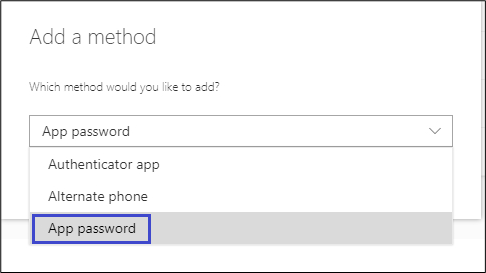 Add a method
Which method would you like to add?
App password
Authenticator app
Alternate phone
App password